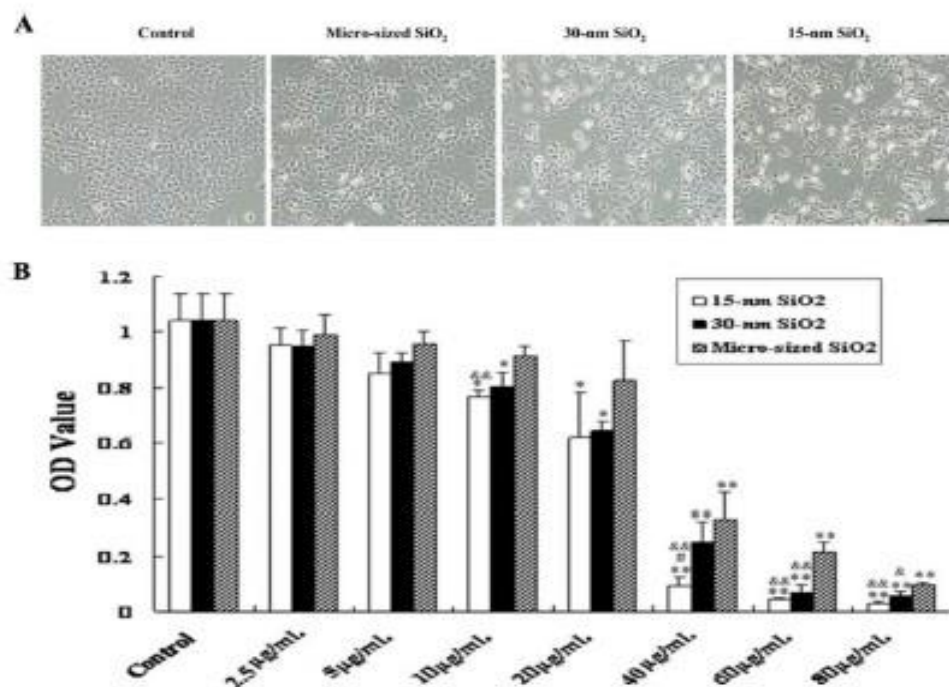 A
Control Micro-sized SiO₂ 30-nm SiO₂ 15-nm SiO₂
B
OD Value
1.2
1
0.8
0.6
0.4
0.2
0
15-nm SiO2
30-nm SiO2
Micro-sized SiO2
&&
* *
* *
&& ** **
#
**
&& && **
** **
&& & **
** **
Control 2.5μg/mL 5μg/mL 10μg/mL 20μg/mL 40μg/mL 60μg/mL 80μg/mL